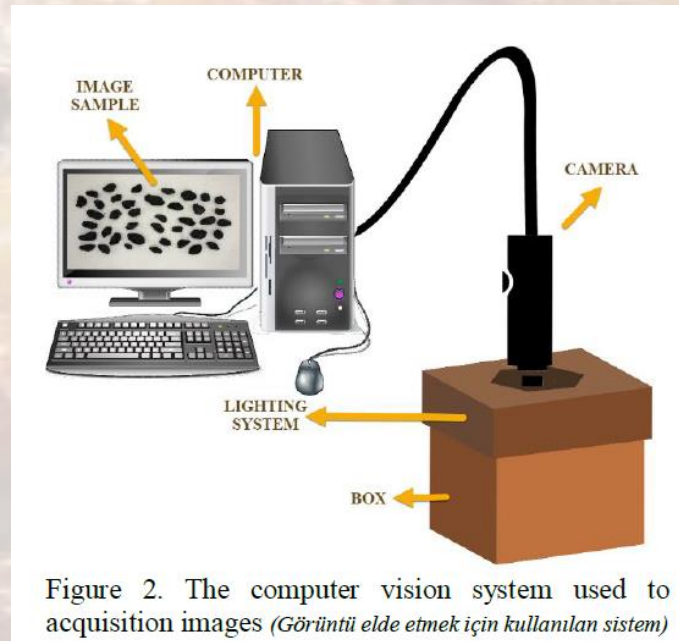 COMPUTER
IMAGE
SAMPLE
CAMERA
LIGHTING
SYSTEM
BOX
Figure 2. The computer vision system used to
acquisition images (Görüntü elde etmek için kullanılan sistem)